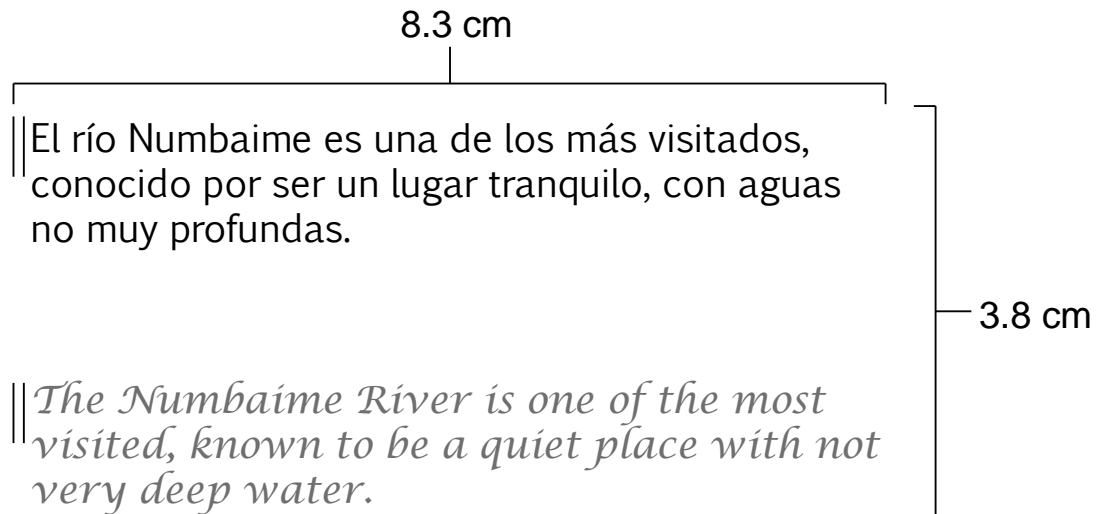 8.3 cm
El río Numbaime es una de los más visitados,
conocido por ser un lugar tranquilo, con aguas
no muy profundas.
3.8 cm
The Numbaime River is one of the most
visited, known to be a quiet place with not
very deep water.